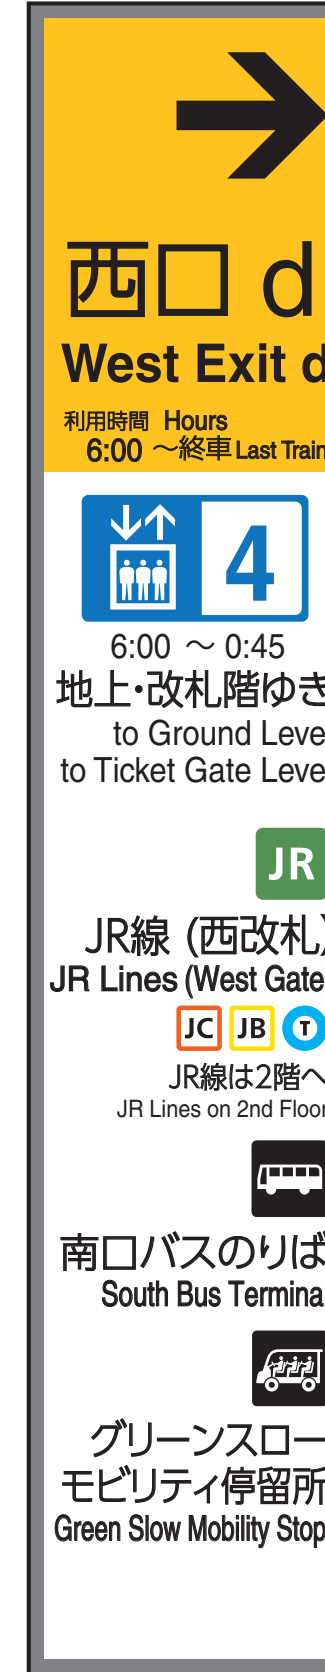 西口 d
West Exit d
利用時間 Hours
6:00 ～終車 Last Train
4
6:00 ～ 0:45
地上・改札階ゆき
to Ground Leve
to Ticket Gate Leve
JR
JR線 (西改札)
JR Lines (West Gate
JC JB T
JR線は2階へ
JR Lines on 2nd Floor
南口バスのりば
South Bus Termina
グリーンスロー
モビリティ停留所
Green Slow Mobility Stop